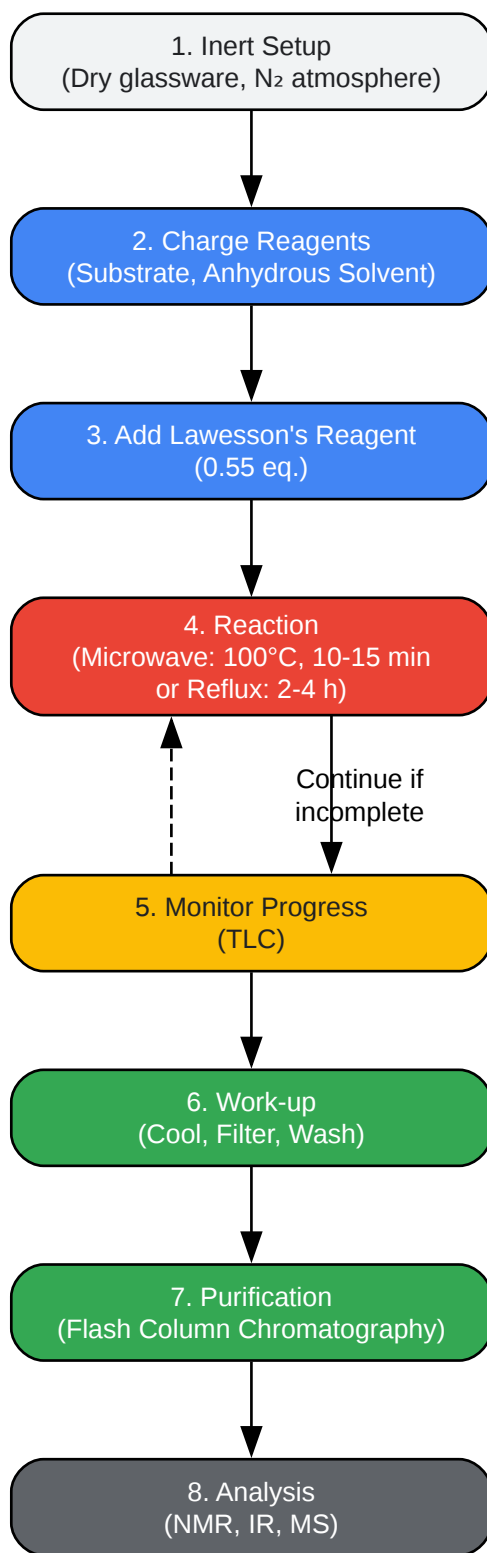 1. Inert Setup
(Dry glassware, N₂ atmosphere)
2. Charge Reagents
(Substrate, Anhydrous Solvent)
3. Add Lawesson's Reagent
(0.55 eq.)
4. Reaction
(Microwave: 100°C, 10-15 min
or Reflux: 2-4 h)
Continue if
incomplete
5. Monitor Progress
(TLC)
6. Work-up
(Cool, Filter, Wash)
7. Purification
(Flash Column Chromatography)
8. Analysis
(NMR, IR, MS)